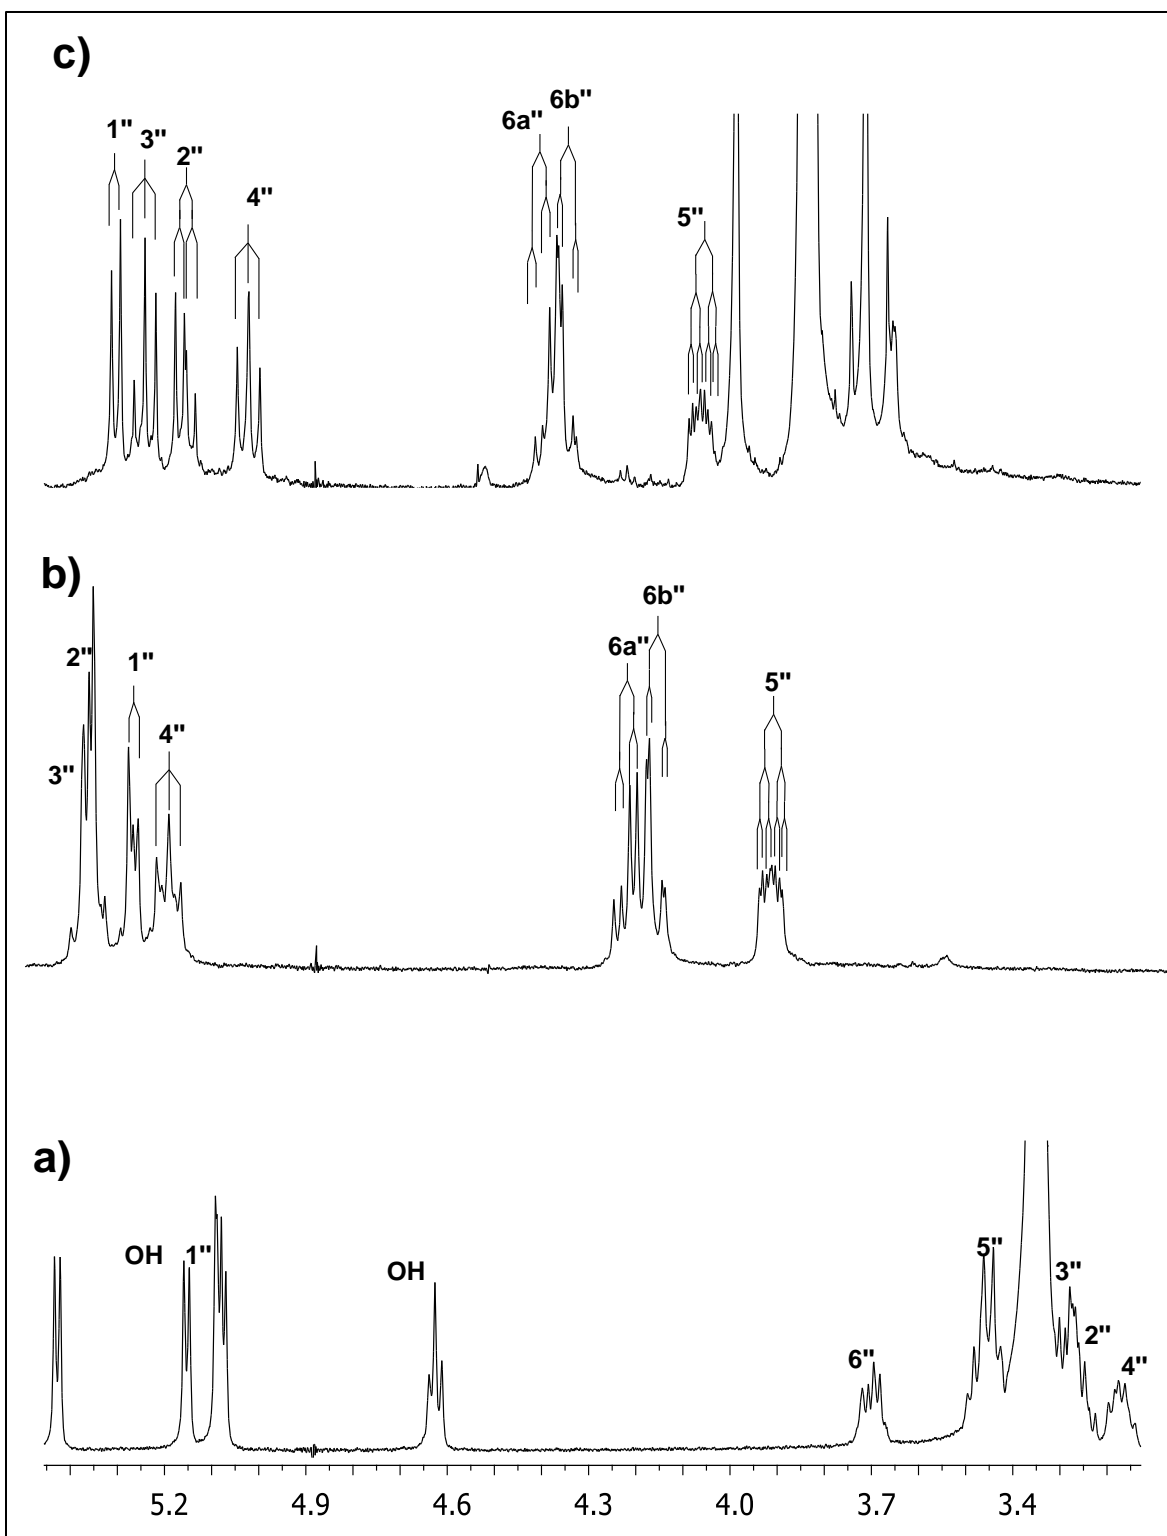 c)
1" 3" 2" 4" 6a" 6b" 5"
b)
3" 2" 1" 4" 6a" 6b" 5"
a)
OH 1" OH 6" 5" 3" 2" 4"
5.2 4.9 4.6 4.3 4.0 3.7 3.4